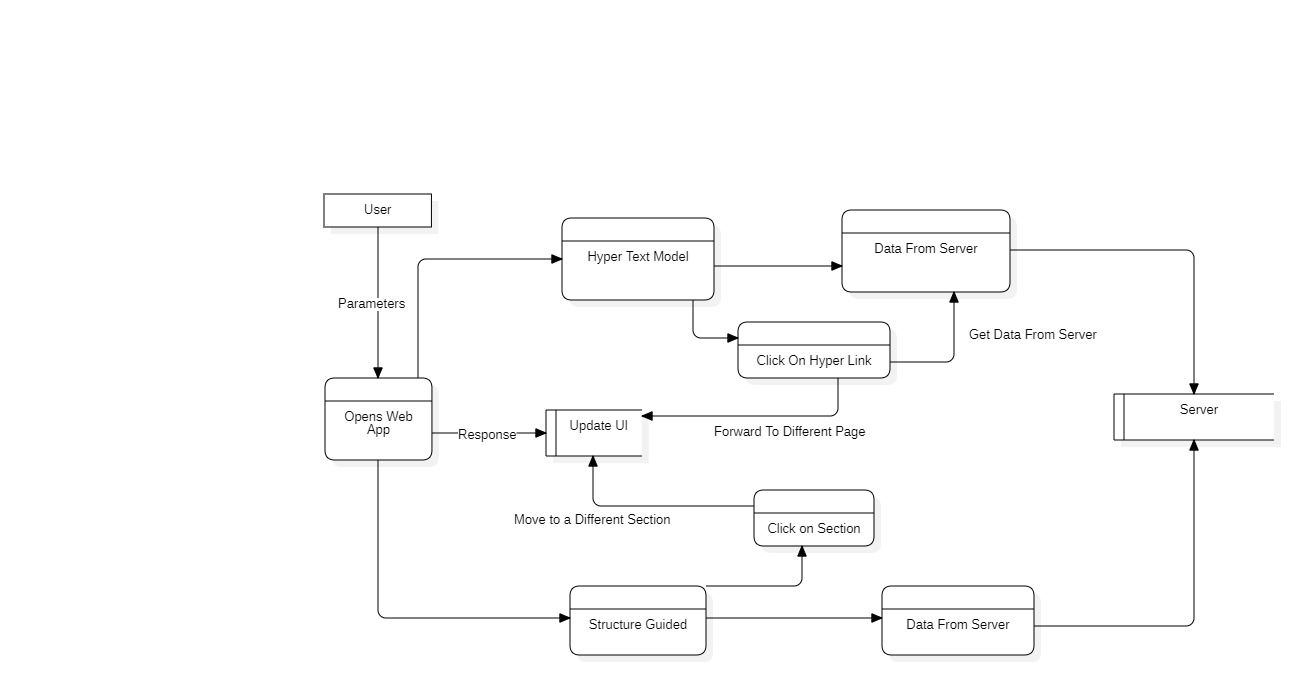 User
Hyper Text Model
Data From Server
Parameters
Get Data From Server
Click On Hyper Link
Opens Web
App
Response
Update UI
Forward To Different Page
Server
Move to a Different Section
Click on Section
Structure Guided
Data From Server